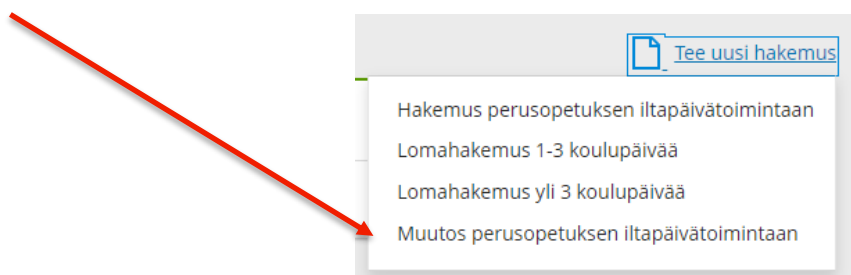 Tee uusi hakemus
Hakemus perusopetuksen iltapäivätoimintaan
Lomahakemus 1-3 koulupäivää
Lomahakemus yli 3 koulupäivää
Muutos perusopetuksen iltapäivätoimintaan